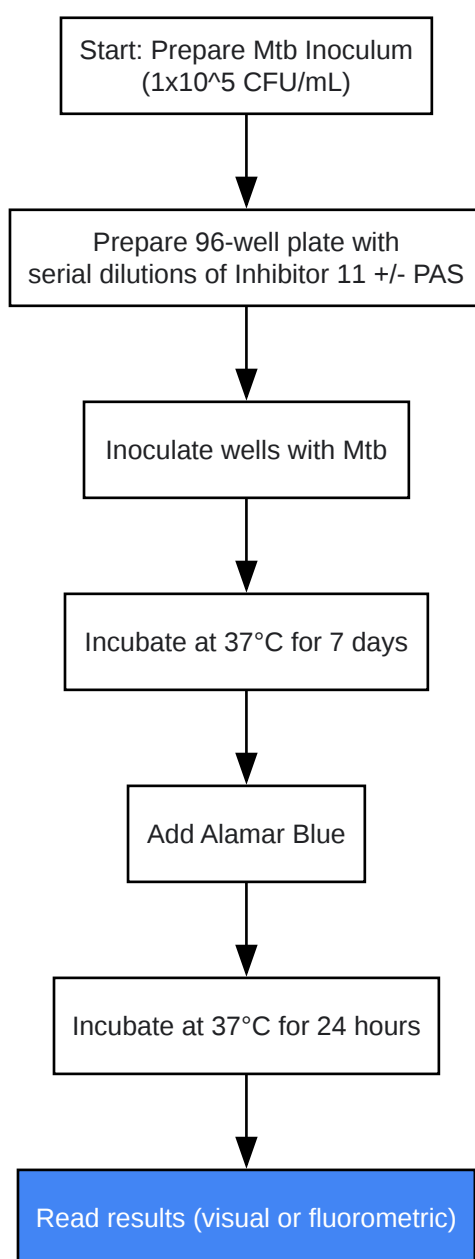 Start: Prepare Mtb Inoculum
(1x10^5 CFU/mL)
Prepare 96-well plate with
serial dilutions of Inhibitor 11 +/- PAS
Inoculate wells with Mtb
Incubate at 37°C for 7 days
Add Alamar Blue
Incubate at 37°C for 24 hours
Read results (visual or fluorometric)